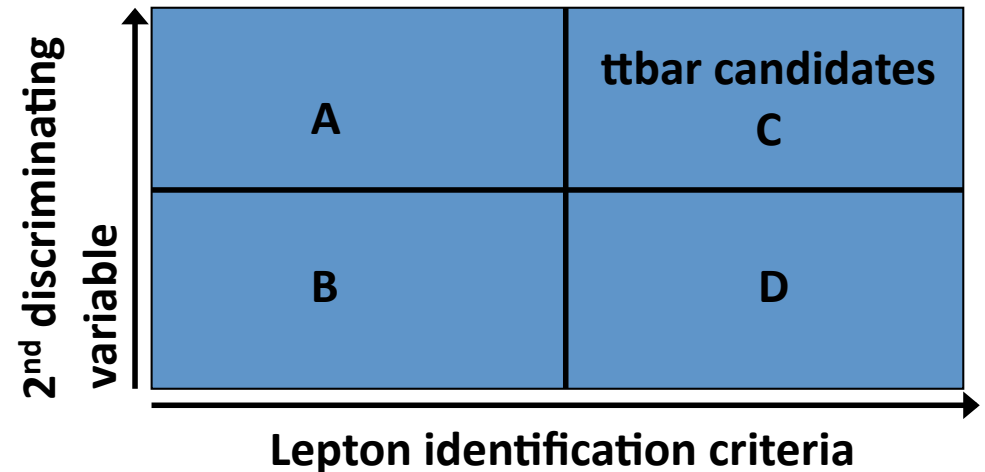 2nd discriminating
variable
A
ttbar candidates
C
B
D
Lepton identification criteria